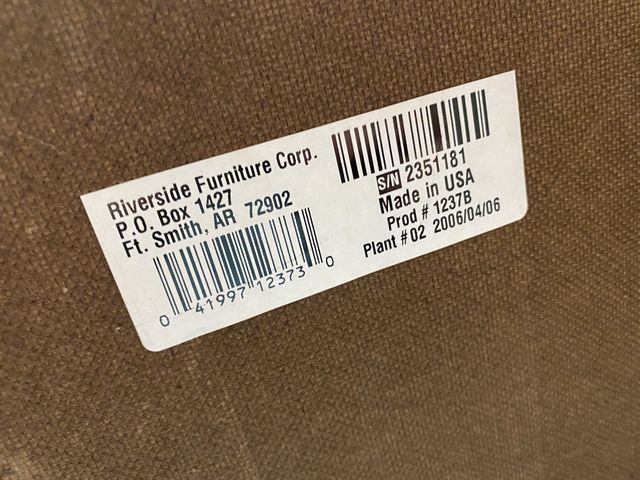 Riverside Furniture Corp.
P.O. Box 1427
Ft. Smith, AR 72902
0 41997 12373 0
S/N 2351181
Made in USA
Prod # 1237B
Plant #02 2006/04/06